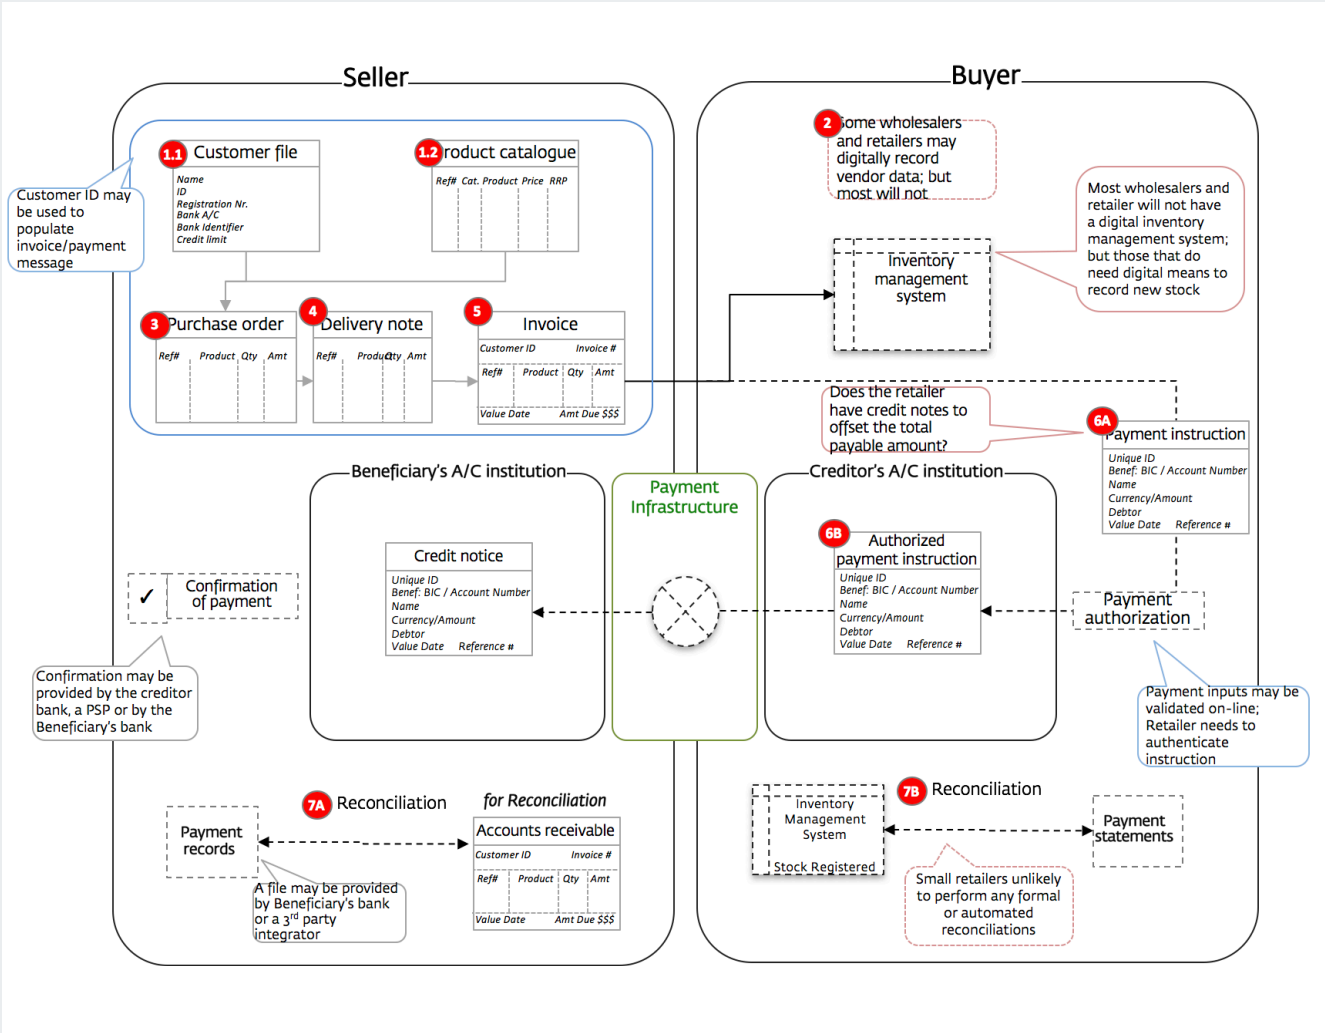 Seller
Buyer
1.1
Customer file
Name
ID
Registration Nr.
Bank A/C
Bank Identifier
Credit limit
1.2
roduct catalogue
Ref# Cat. Product Price RRP
Customer ID may
be used to
populate
invoice/payment
message
2
Some wholesalers
and retailers may
digitally record
vendor data; but
most will not
Most wholesalers and
retailer will not have
a digital inventory
management system;
but those that do
need digital means to
record new stock
Inventory
management
system
3
Purchase order
Ref# Product Qty Amt
4
Delivery note
Ref# Product Qty Amt
5
Invoice
Customer ID Invoice #
Ref# Product Qty Amt
Value Date Amt Due $$$
Does the retailer
have credit notes to
offset the total
payable amount?
6A
Payment instruction
Unique ID
Benef: BIC / Account Number
Name
Currency/Amount
Debtor
Value Date Reference #
Beneficiary's A/C institution
Payment
Infrastructure
Creditor's A/C institution
Credit notice
Unique ID
Benef: BIC / Account Number
Name
Currency/Amount
Debtor
Value Date Reference #
6B
Authorized
payment instruction
Unique ID
Benef: BIC / Account Number
Name
Currency/Amount
Debtor
Value Date Reference #
✓
Confirmation
of payment
Payment
authorization
Confirmation may be
provided by the creditor
bank, a PSP or by the
Beneficiary's bank
Payment inputs may be
validated on-line;
Retailer needs to
authenticate
instruction
7A
Reconciliation
for Reconciliation
Payment
records
Accounts receivable
Customer ID Invoice #
Ref# Product Qty Amt
Value Date Amt Due $$$
A file may be provided
by Beneficiary's bank
or a 3rd party
integrator
7B
Reconciliation
Inventory
Management
System
Stock Registered
Payment
statements
Small retailers unlikely
to perform any formal
or automated
reconciliations